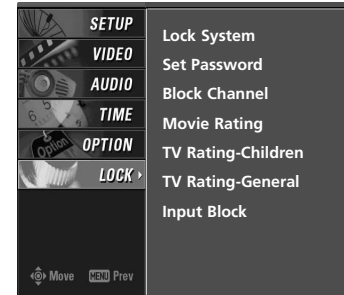 SETUP
VIDEO
AUDIO
TIME
OPTION
LOCK
Move MENU Prev
Lock System
Set Password
Block Channel
Movie Rating
TV Rating-Children
TV Rating-General
Input Block